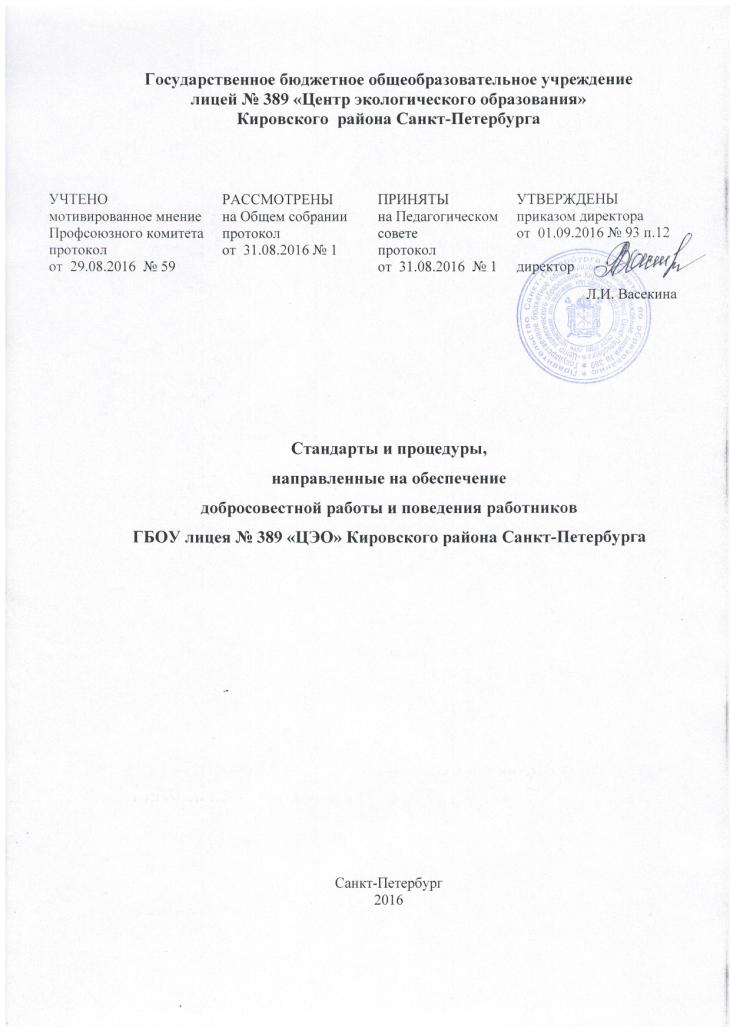 Государственное бюджетное общеобразовательное учреждение
лицей № 389 «Центр экологического образования»
Кировского района Санкт-Петербурга
УЧТЕНО
мотивированное мнение
Профсоюзного комитета
протокол
от 29.08.2016 № 59
РАССМОТРЕНЫ
на Общем собрании
протокол
от 31.08.2016 № 1
ПРИНЯТЫ
на Педагогическом
совете
протокол
от 31.08.2016 № 1
УТВЕРЖДЕНЫ
приказом директора
от 01.09.2016 № 93 п.12
директор
Л.И. Васекина
Стандарты и процедуры,
направленные на обеспечение
добросовестной работы и поведения работников
ГБОУ лицея № 389 «ЦЭО» Кировского района Санкт-Петербурга
Санкт-Петербург
2016